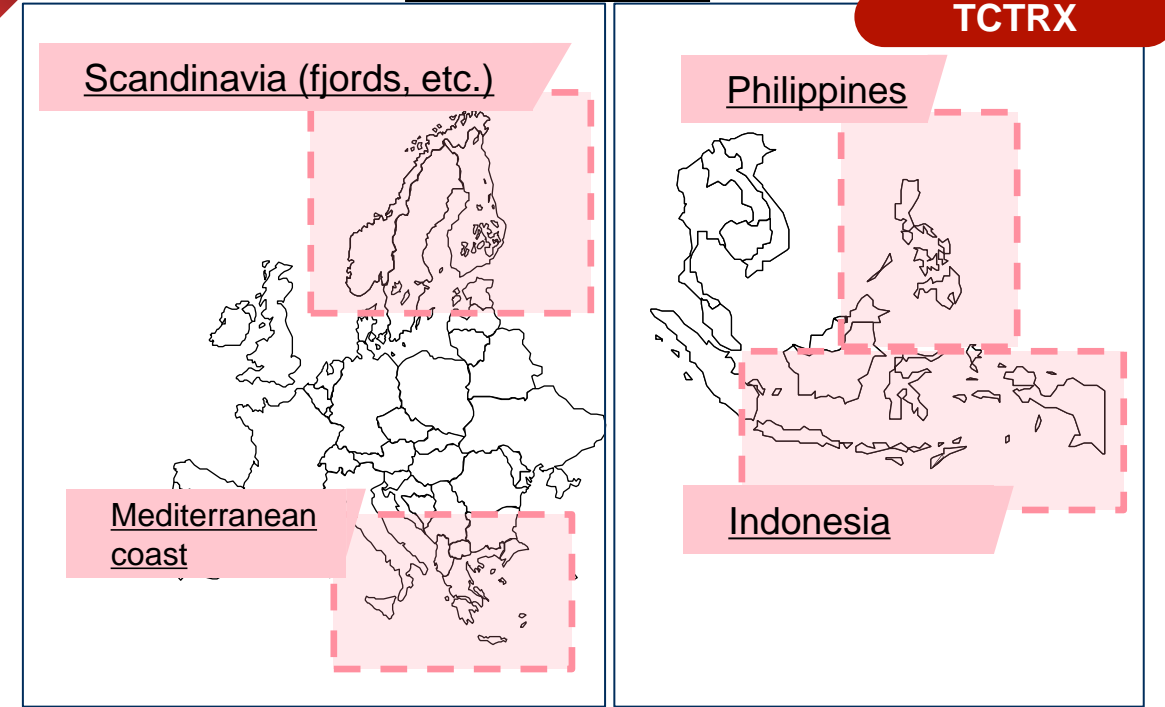 TCTRX
Scandinavia (fjords, etc.)
Philippines
Mediterranean
coast
Indonesia